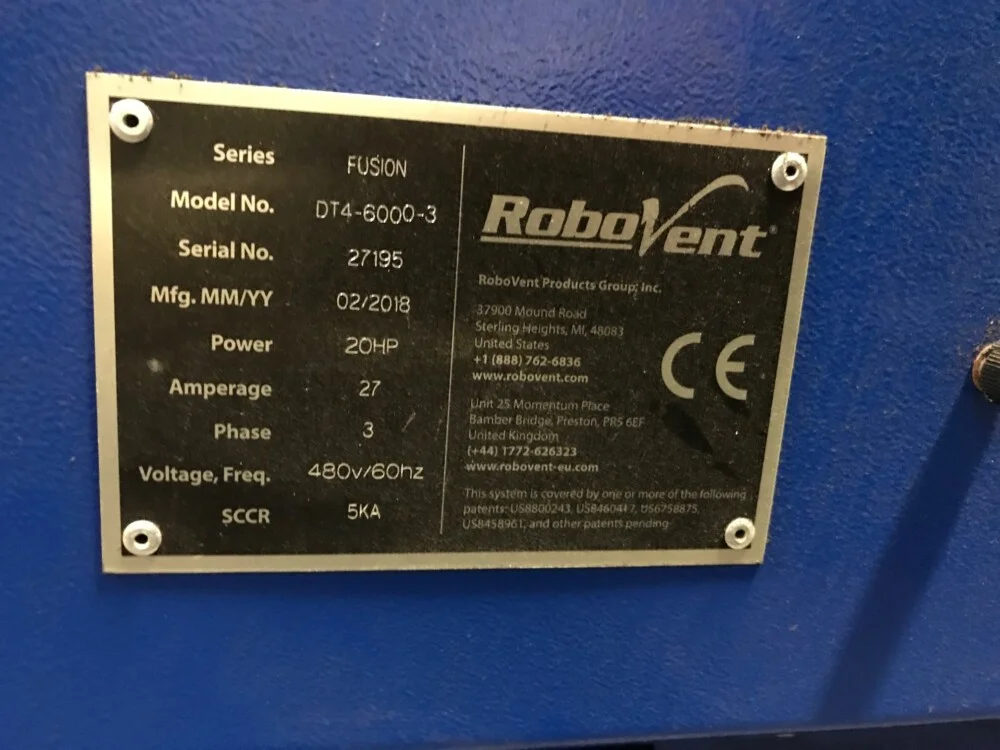 Series FUSION
Model No. DT4-6000-3
Serial No. 27195
Mfg. MM/YY 02/2018
Power 20HP
Amperage 27
Phase 3
Voltage, Freq. 480v/60hz
SCCR 5KA
RoboVent®
RoboVent Products Group, Inc.
37900 Mound Road
Sterling Heights, MI, 48083
United States
+1 (888) 762-6836
www.robovent.com
CE
Unit 25 Momentum Place
Bamber Bridge, Preston, PR5 6EF
United Kingdom
(+44) 1772-626323
www.robovent-eu.com
This system is covered by one or more of the following
patents: US8800243, US8460417, US6758875,
US8458961, and other patents pending